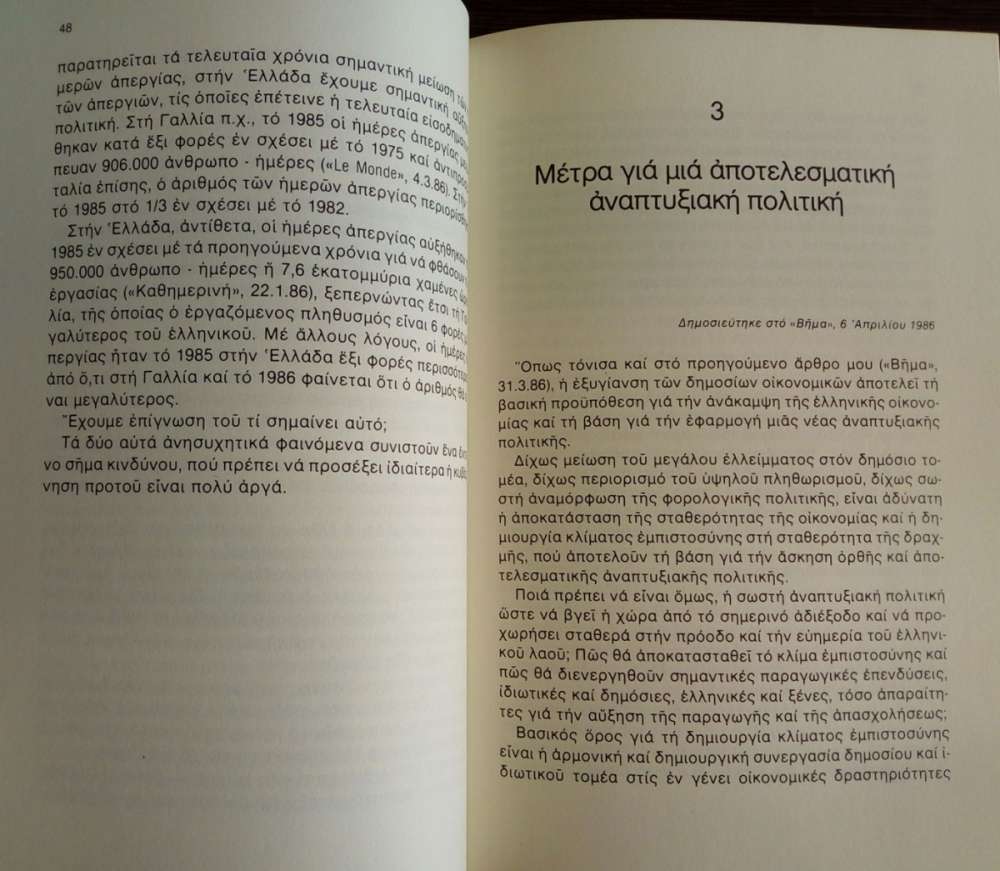 48
παρατηρεῖται τά τελευταῖα χρόνια σημαντική μείωση τῶν
μερῶν ἀπεργίας, στήν Ἑλλάδα ἔχουμε σημαντική
τῶν ἀπεργιῶν, τίς ὁποῖες ἐπέτεινε ἡ τελευταία
πολιτική. Στή Γαλλία π.χ., τό 1985 οἱ ἡμέρες ἀπεργίας
θηκαν κατά ἕξι φορές ἐν σχέσει μέ τό 1975 καί
πευαν 906.000 ἄνθρωπο - ἡμέρες («Le Monde», 4.3.86). Στήν
ταλία ἐπίσης, ὁ ἀριθμός τῶν ἡμερῶν ἀπεργίας
τό 1985 στό 1/3 ἐν σχέσει μέ τό 1982.
Στήν Ἑλλάδα, ἀντίθετα, οἱ ἡμέρες ἀπεργίας αὐξήθηκαν
1985 ἐν σχέσει μέ τά προηγούμενα χρόνια γιά νά φθάσουν
950.000 ἄνθρωπο - ἡμέρες ἤ 7,6 ἑκατομμύρια χαμένες
ἐργασίας («Καθημερινή», 22.1.86), ξεπερνώντας ἔτσι τή
λία, τῆς ὁποίας ὁ ἐργαζόμενος πληθυσμός εἶναι 6 φορές
γαλύτερος τοῦ ἑλληνικοῦ. Μέ ἄλλους λόγους, οἱ ἡμέρες
περγίας ἦταν τό 1985 στήν Ἑλλάδα ἕξι φορές
ἀπό ὅ,τι στή Γαλλία καί τό 1986 φαίνεται ὅτι ὁ ἀριθμός θά
ναι μεγαλύτερος.
Ἔχουμε ἐπίγνωση τοῦ τί σημαίνει αὐτό;
Τά δύο αὐτά ἀνησυχητικά φαινόμενα συνιστοῦν ἕνα
νο σῆμα κινδύνου, πού πρέπει νά προσέξει ἰδιαίτερα ἡ
νηση προτοῦ εἶναι πολύ ἀργά.
3
Μέτρα γιά μιά ἀποτελεσματική
ἀναπτυξιακή πολιτική
Δημοσιεύτηκε στό «Βῆμα», 6 Ἀπριλίου 1986
Ὅπως τόνισα καί στό προηγούμενο ἄρθρο μου («Βῆμα»,
31.3.86), ἡ ἐξυγίανση τῶν δημοσίων οἰκονομικῶν ἀποτελεῖ τή
βασική προϋπόθεση γιά τήν ἀνάκαμψη τῆς ἑλληνικῆς οἰκονο-
μίας καί τή βάση γιά τήν ἐφαρμογή μιᾶς νέας ἀναπτυξιακῆς
πολιτικῆς.
Δίχως μείωση τοῦ μεγάλου ἐλλείμματος στόν δημόσιο το-
μέα, δίχως περιορισμό τοῦ ὑψηλοῦ πληθωρισμοῦ, δίχως σω-
στή ἀναμόρφωση τῆς φορολογικῆς πολιτικῆς, εἶναι ἀδύνατη
ἡ ἀποκατάσταση τῆς σταθερότητας τῆς οἰκονομίας καί ἡ δη-
μιουργία κλίματος ἐμπιστοσύνης στή σταθερότητα τῆς δραχ-
μῆς, πού ἀποτελοῦν τή βάση γιά τήν ἄσκηση ὀρθῆς καί ἀπο-
τελεσματικῆς ἀναπτυξιακῆς πολιτικῆς.
Ποιά πρέπει νά εἶναι ὅμως, ἡ σωστή ἀναπτυξιακή πολιτική
ὥστε νά βγεῖ ἡ χώρα ἀπό τό σημερινό ἀδιέξοδο καί νά προ-
χωρήσει σταθερά στήν πρόοδο καί τήν εὐημερία τοῦ ἑλληνι-
κοῦ λαοῦ; Πῶς θά ἀποκατασταθεῖ τό κλίμα ἐμπιστοσύνης καί
πῶς θά διενεργηθοῦν σημαντικές παραγωγικές ἐπενδύσεις,
ἰδιωτικές καί δημόσιες, ἑλληνικές καί ξένες, τόσο ἀπαραίτη-
τες γιά τήν αὔξηση τῆς παραγωγῆς καί τῆς ἀπασχολήσεως;
Βασικός ὅρος γιά τή δημιουργία κλίματος ἐμπιστοσύνης
εἶναι ἡ ἁρμονική καί δημιουργική συνεργασία δημοσίου καί ἰ-
διωτικοῦ τομέα στίς ἐν γένει οἰκονομικές δραστηριότητες